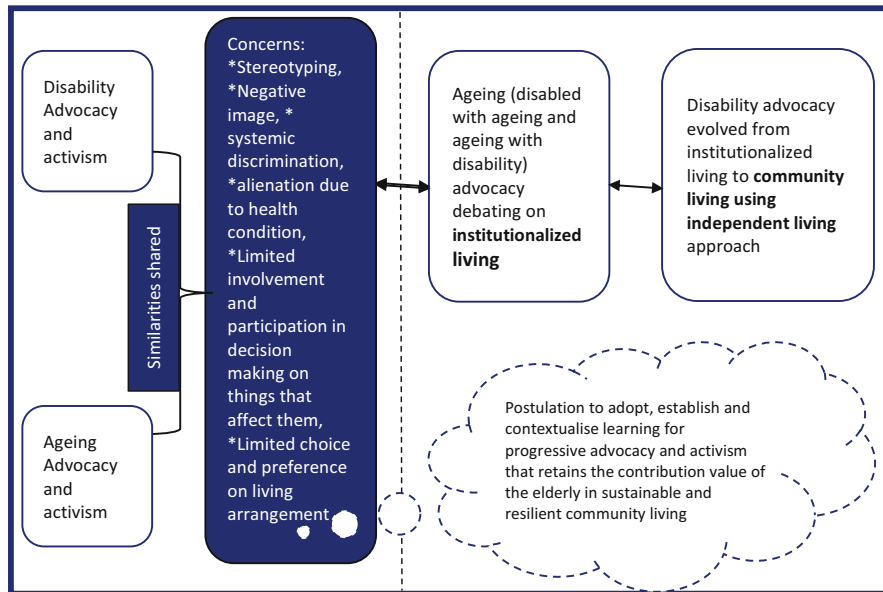 Disability
Advocacy
and
activism
Similarities shared
Ageing
Advocacy
and
activism
Concerns:
*Stereotyping,
*Negative
image, *
systemic
discrimination,
*alienation due
to health
condition,
*Limited
involvement
and
participation in
decision
making on
things that
affect them,
*Limited choice
and preference
on living
arrangement
Ageing (disabled
with ageing and
ageing with
disability)
advocacy
debating on
institutionalized
living
Disability advocacy
evolved from
institutionalized
living to community
living using
independent living
approach
Postulation to adopt, establish and
contextualise learning for
progressive advocacy and activism
that retains the contribution value of
the elderly in sustainable and
resilient community living